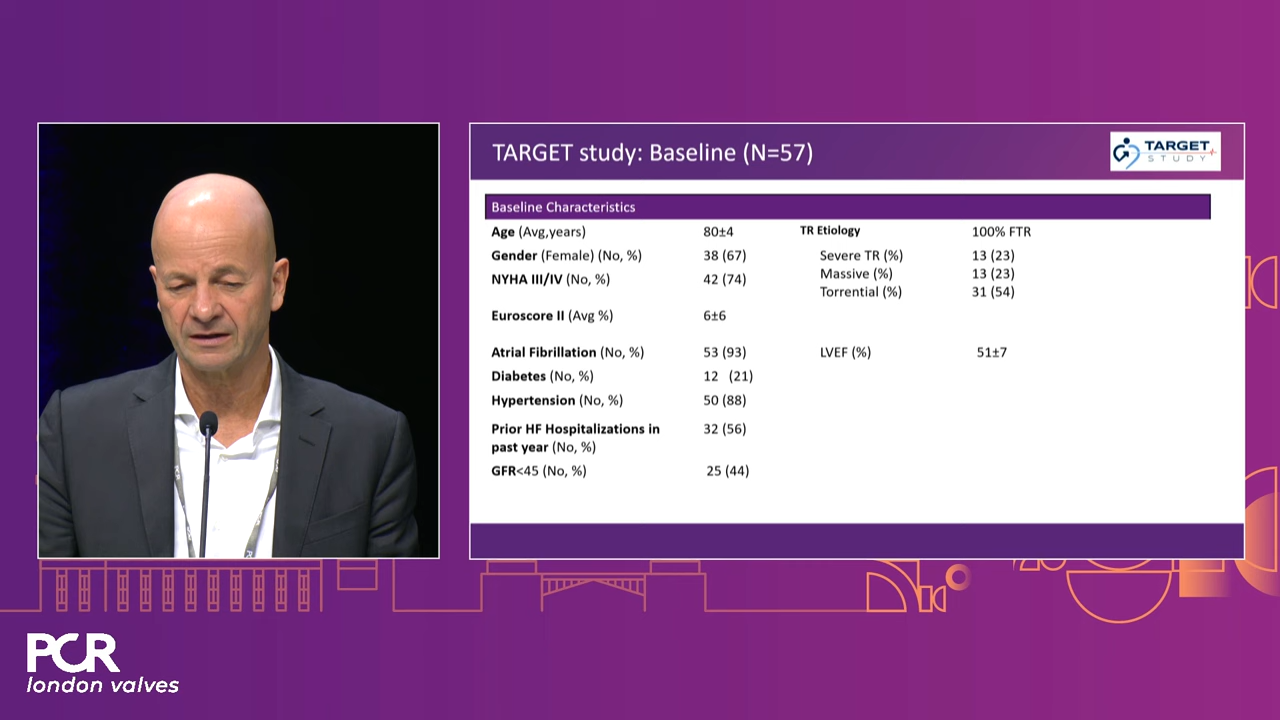 TARGET study: Baseline (N=57)
TARGET
STUDY
Baseline Characteristics
Age (Avg,years) 80±4
Gender (Female) (No, %) 38 (67)
NYHA III/IV (No, %) 42 (74)
Euroscore II (Avg %) 6±6
Atrial Fibrillation (No, %) 53 (93)
Diabetes (No, %) 12 (21)
Hypertension (No, %) 50 (88)
Prior HF Hospitalizations in
past year (No, %) 32 (56)
GFR<45 (No, %) 25 (44)
TR Etiology 100% FTR
Severe TR (%) 13 (23)
Massive (%) 13 (23)
Torrential (%) 31 (54)
LVEF (%) 51±7
PCR
london valves